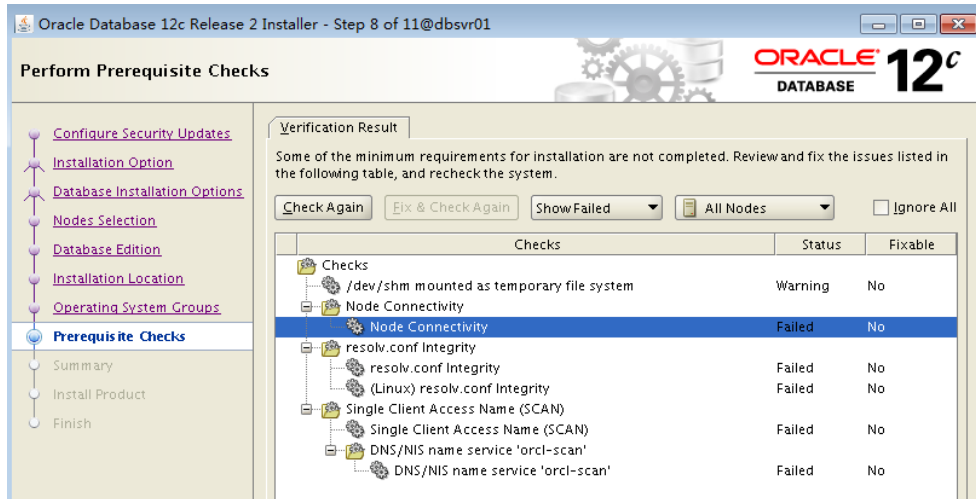 Oracle Database 12c Release 2 Installer - Step 8 of 11@dbsvr01
Perform Prerequisite Checks
ORACLE
DATABASE
12c
Configure Security Updates
Installation Option
Database Installation Options
Nodes Selection
Database Edition
Installation Location
Operating System Groups
Prerequisite Checks
Summary
Install Product
Finish
Verification Result
Some of the minimum requirements for installation are not completed. Review and fix the issues listed in
the following table, and recheck the system.
Check Again Fix & Check Again Show Failed All Nodes Ignore All
Checks Status Fixable
Checks
/dev/shm mounted as temporary file system Warning No
Node Connectivity
Node Connectivity Failed No
resolv.conf Integrity
resolv.conf Integrity Failed No
(Linux) resolv.conf Integrity Failed No
Single Client Access Name (SCAN)
Single Client Access Name (SCAN) Failed No
DNS/NIS name service 'orcl-scan'
DNS/NIS name service 'orcl-scan' Failed No